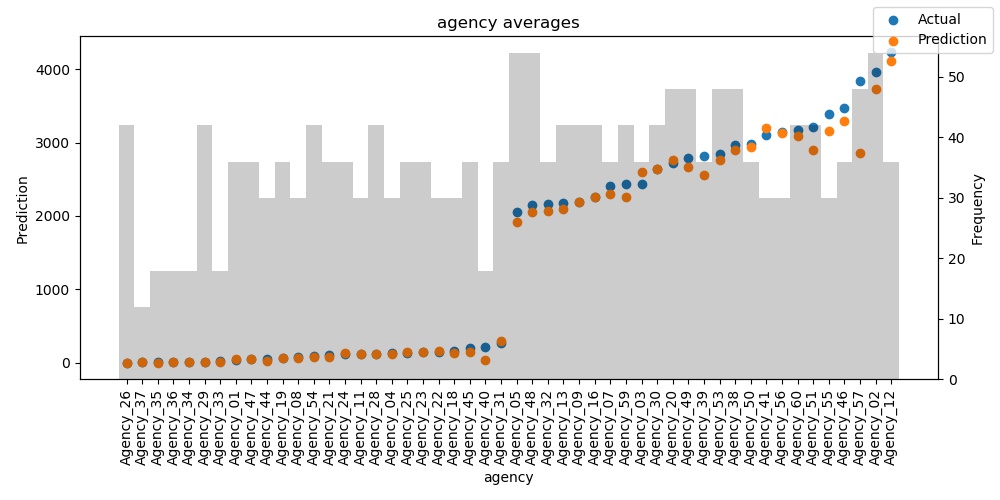 agency averages
Actual
Prediction
Prediction
4000
3000
2000
1000
0
50
40
30
20
10
0
Frequency
Agency_26
Agency_37
Agency_35
Agency_36
Agency_34
Agency_29
Agency_33
Agency_01
Agency_47
Agency_44
Agency_19
Agency_08
Agency_54
Agency_21
Agency_24
Agency_11
Agency_28
Agency_04
Agency_25
Agency_23
Agency_22
Agency_18
Agency_45
Agency_40
Agency_31
Agency_05
Agency_48
Agency_32
Agency_13
Agency_09
Agency_16
Agency_07
Agency_59
Agency_03
Agency_30
Agency_20
Agency_49
Agency_39
Agency_53
Agency_38
Agency_50
Agency_41
Agency_56
Agency_60
Agency_51
Agency_55
Agency_46
Agency_57
Agency_02
Agency_12
agency